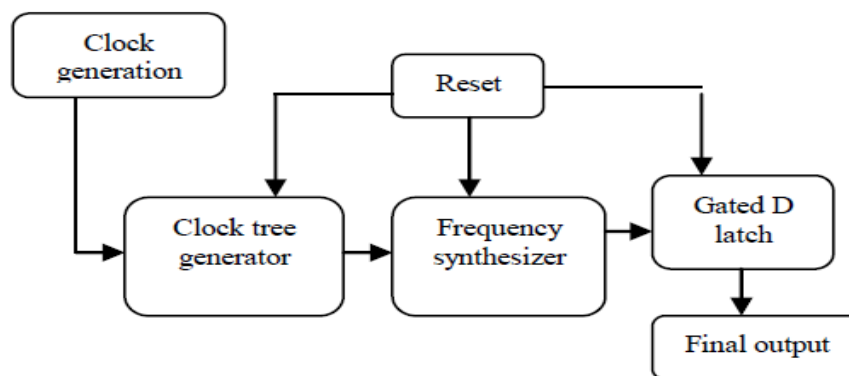 Clock
generation
Reset
Clock tree
generator
Frequency
synthesizer
Gated D
latch
Final output